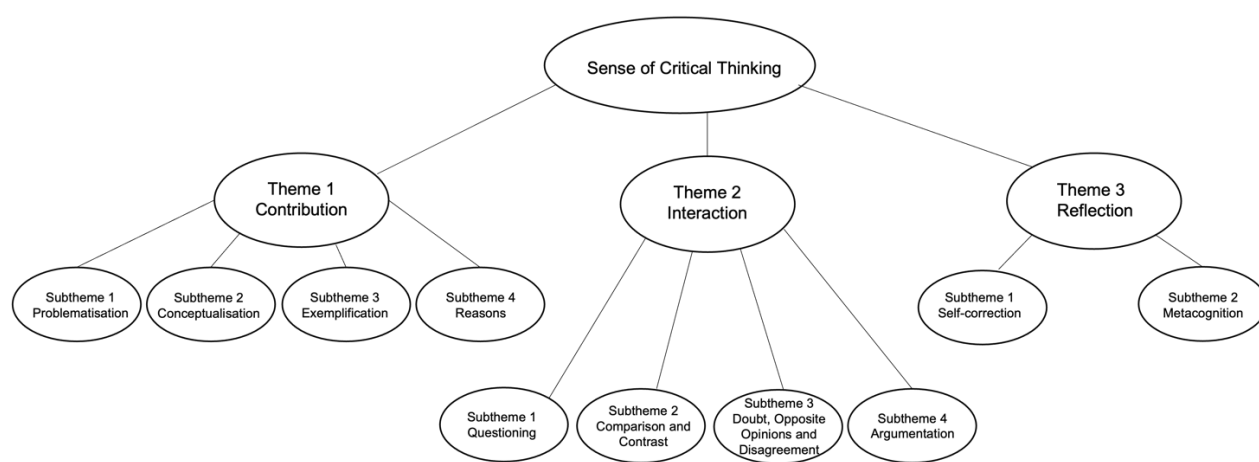 Sense of Critical Thinking
Theme 1
Contribution
Theme 2
Interaction
Theme 3
Reflection
Subtheme 1
Problematisation
Subtheme 2
Conceptualisation
Subtheme 3
Exemplification
Subtheme 4
Reasons
Subtheme 1
Self-correction
Subtheme 2
Metacognition
Subtheme 1
Questioning
Subtheme 2
Comparison and
Contrast
Subtheme 3
Doubt, Opposite
Opinions and
Disagreement
Subtheme 4
Argumentation